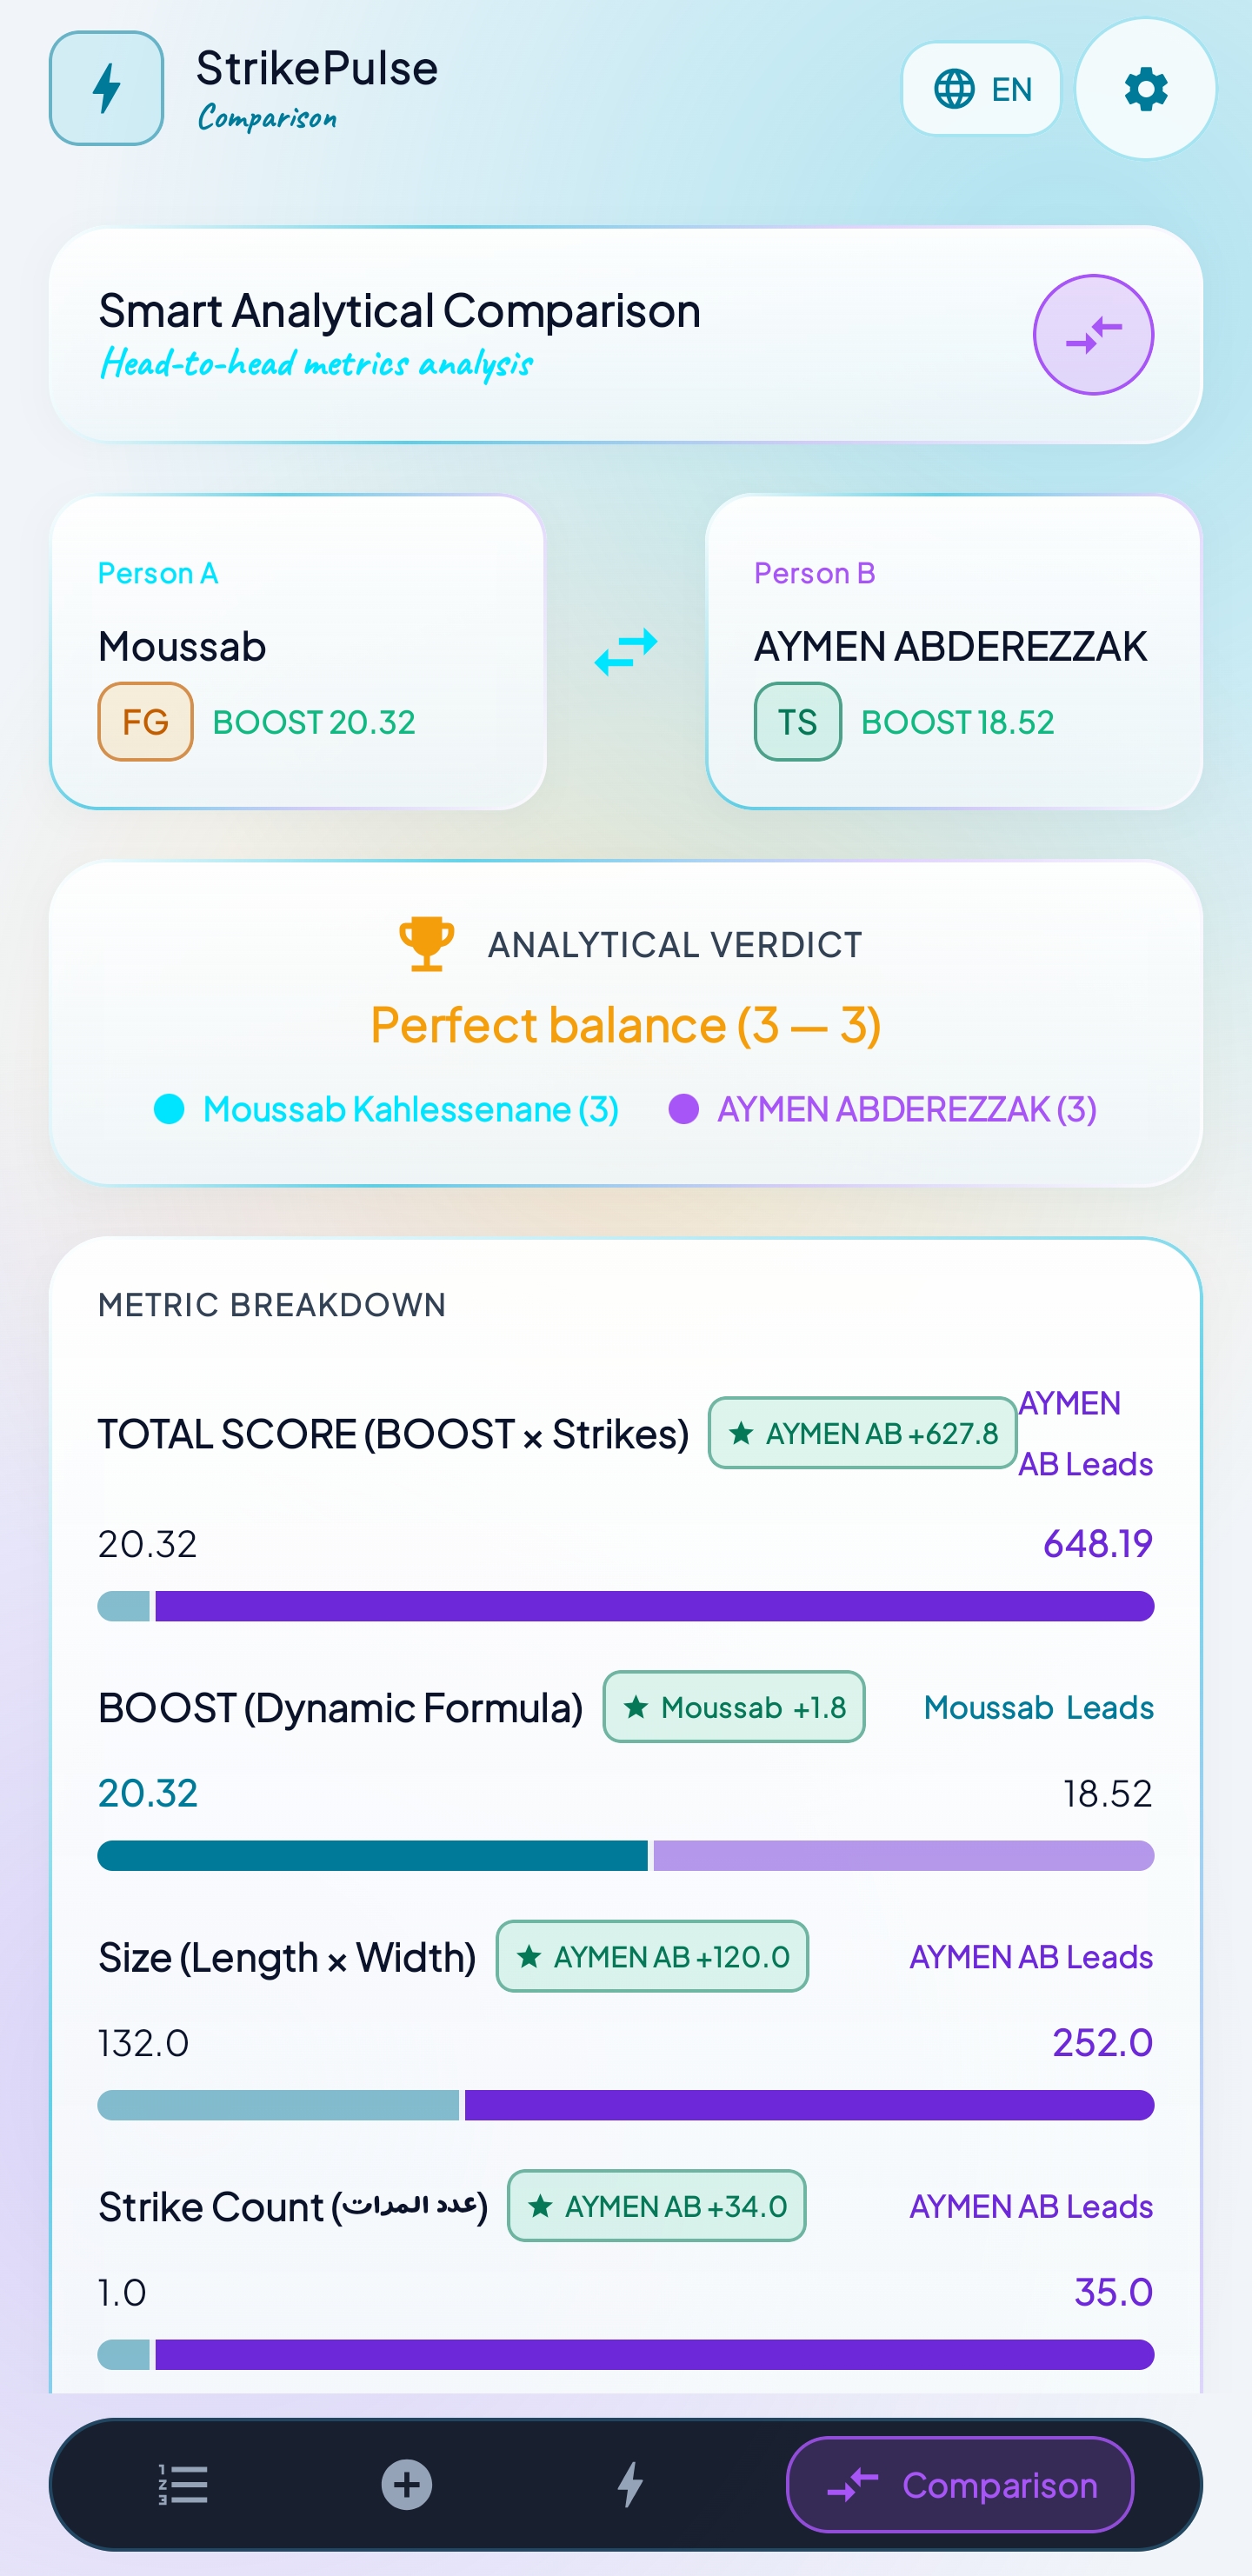 StrikePulse
Comparison
EN
Smart Analytical Comparison
Head-to-head metrics analysis
Person A
Moussab
FG BOOST 20.32
Person B
AYMEN ABDEREZZAK
TS BOOST 18.52
ANALYTICAL VERDICT
Perfect balance (3 — 3)
Moussab Kahlessenane (3) AYMEN ABDEREZZAK (3)
METRIC BREAKDOWN
TOTAL SCORE (BOOST × Strikes) AYMEN AB +627.8 AYMEN
AB Leads
20.32 648.19
BOOST (Dynamic Formula) Moussab +1.8 Moussab Leads
20.32 18.52
Size (Length × Width) AYMEN AB +120.0 AYMEN AB Leads
132.0 252.0
Strike Count (عدد المرات) AYMEN AB +34.0 AYMEN AB Leads
1.0 35.0
Comparison